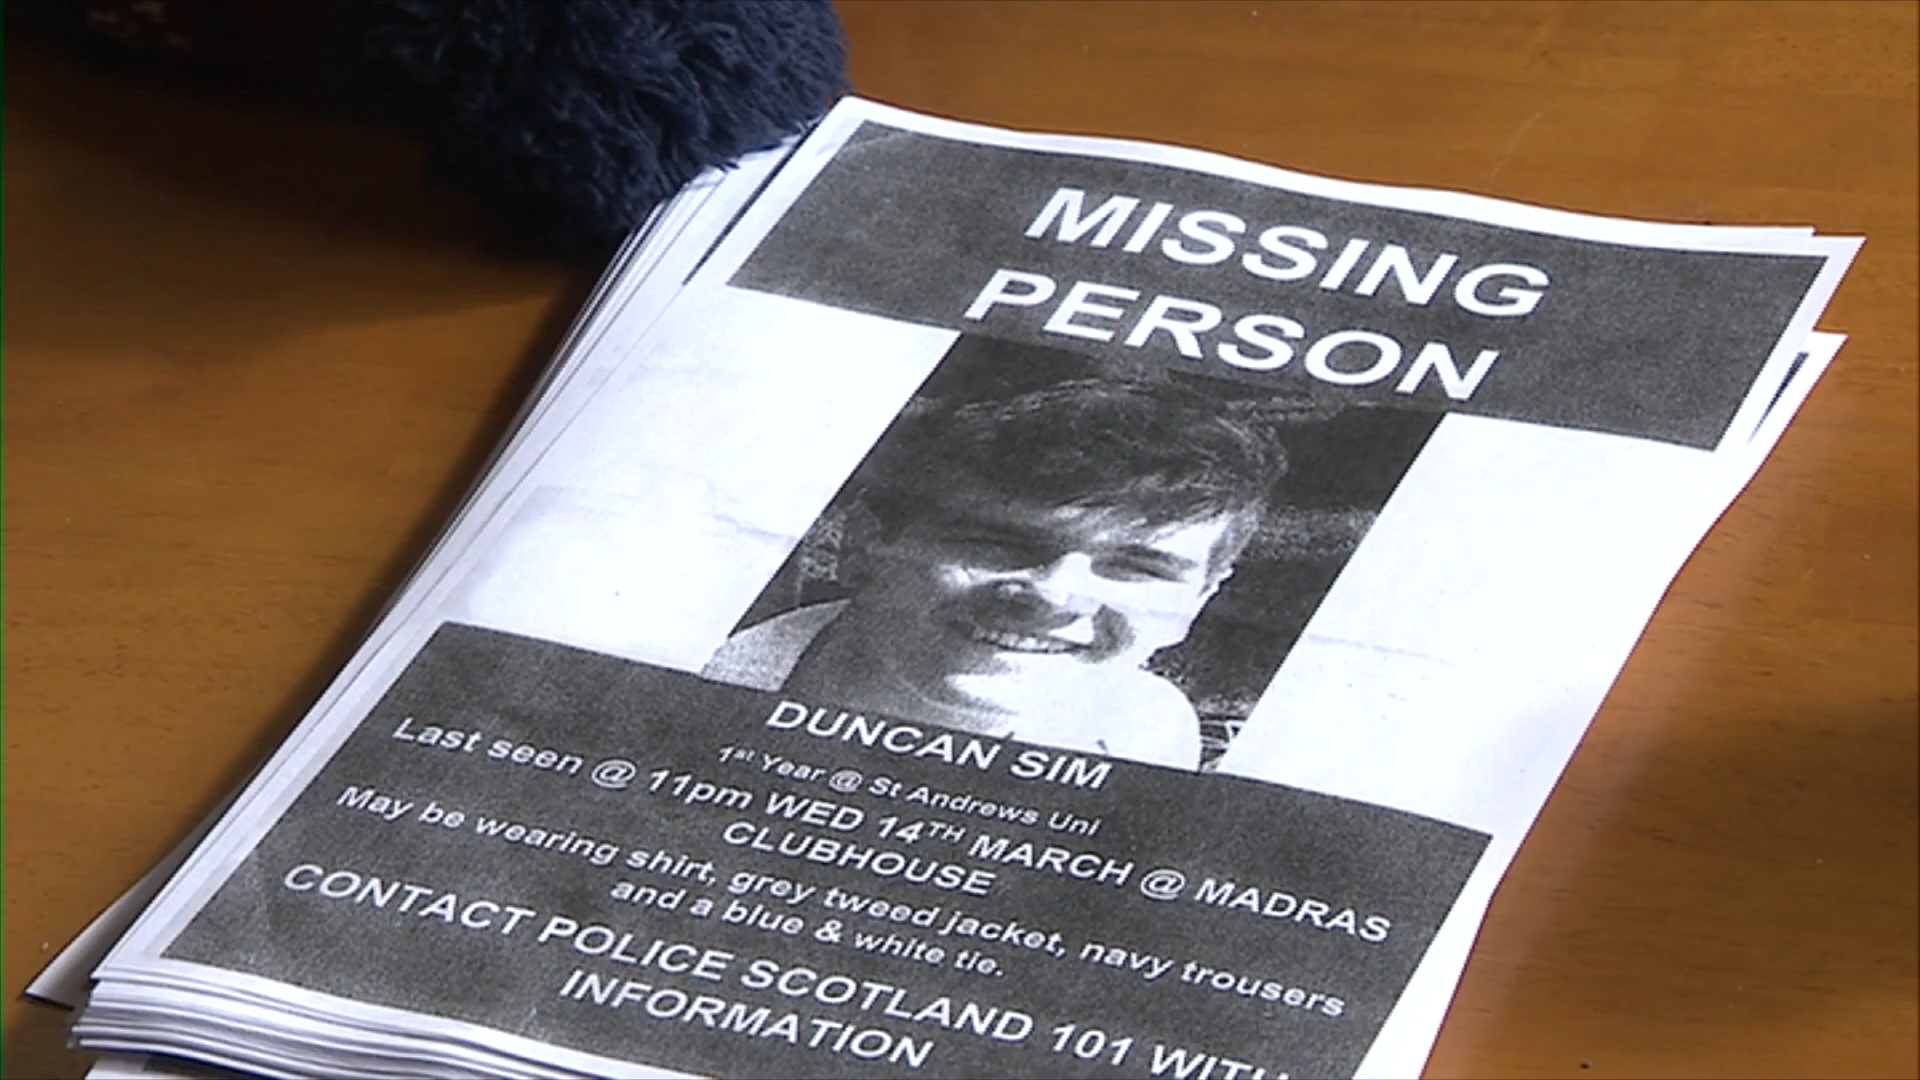 MISSING
PERSON
DUNCAN SIM
1st Year @ St Andrews Uni
Last seen @ 11pm WED 14TH MARCH @ MADRAS
CLUBHOUSE
May be wearing shirt, grey tweed jacket, navy trousers
and a blue & white tie.
CONTACT POLICE SCOTLAND 101 WITH
INFORMATION